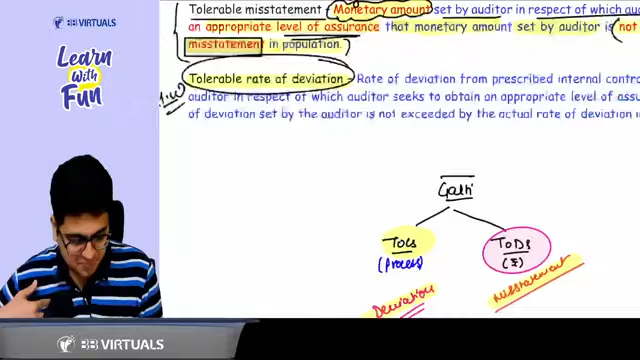 BB VIRTUALS
Learn
With
Fun
Tolerable misstatement - Monetary amount set by auditor in respect of which aud
an appropriate level of assurance that monetary amount set by auditor is not
misstatement in population.
Tolerable rate of deviation - Rate of deviation from prescribed internal contr
auditor in respect of which auditor seeks to obtain an appropriate level of assu
of deviation set by the auditor is not exceeded by the actual rate of deviation i
Galti
TOCs
(Process)
Deviation
TODs
(₹)
Misstatement
BB VIRTUALS